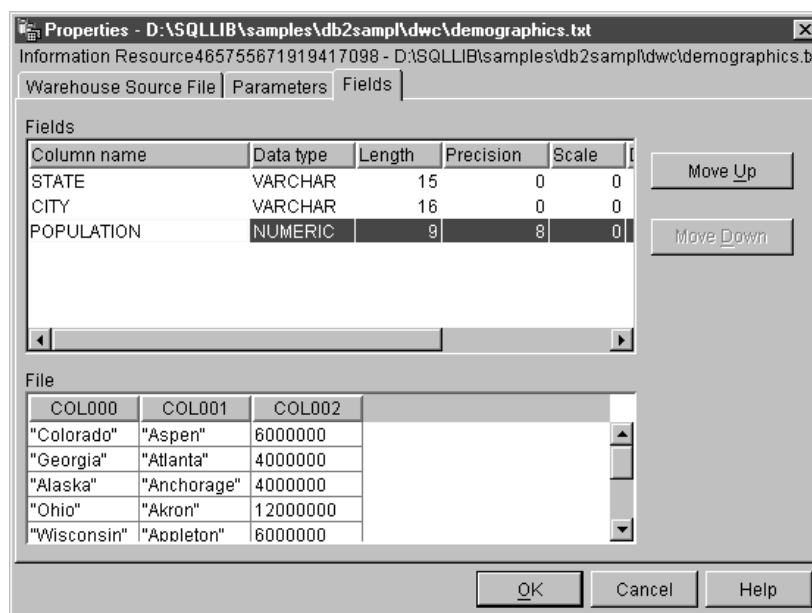 Properties - D:\SQLLIB\samples\db2sampl\dwc\demographics.txt
Information Resource465755671919417098 - D:\SQLLIB\samples\db2sampl\dwc\demographics.b
Warehouse Source File Parameters Fields
Fields
Column name Data type Length Precision Scale
STATE VARCHAR 15 0 0
CITY VARCHAR 16 0 0
POPULATION NUMERIC 9 8 0
Move Up
Move Down
File
COL000 COL001 COL002
"Colorado" "Aspen" 6000000
"Georgia" "Atlanta" 4000000
"Alaska" "Anchorage" 4000000
"Ohio" "Akron" 12000000
"Wisconsin" "Appleton" 6000000
OK Cancel Help